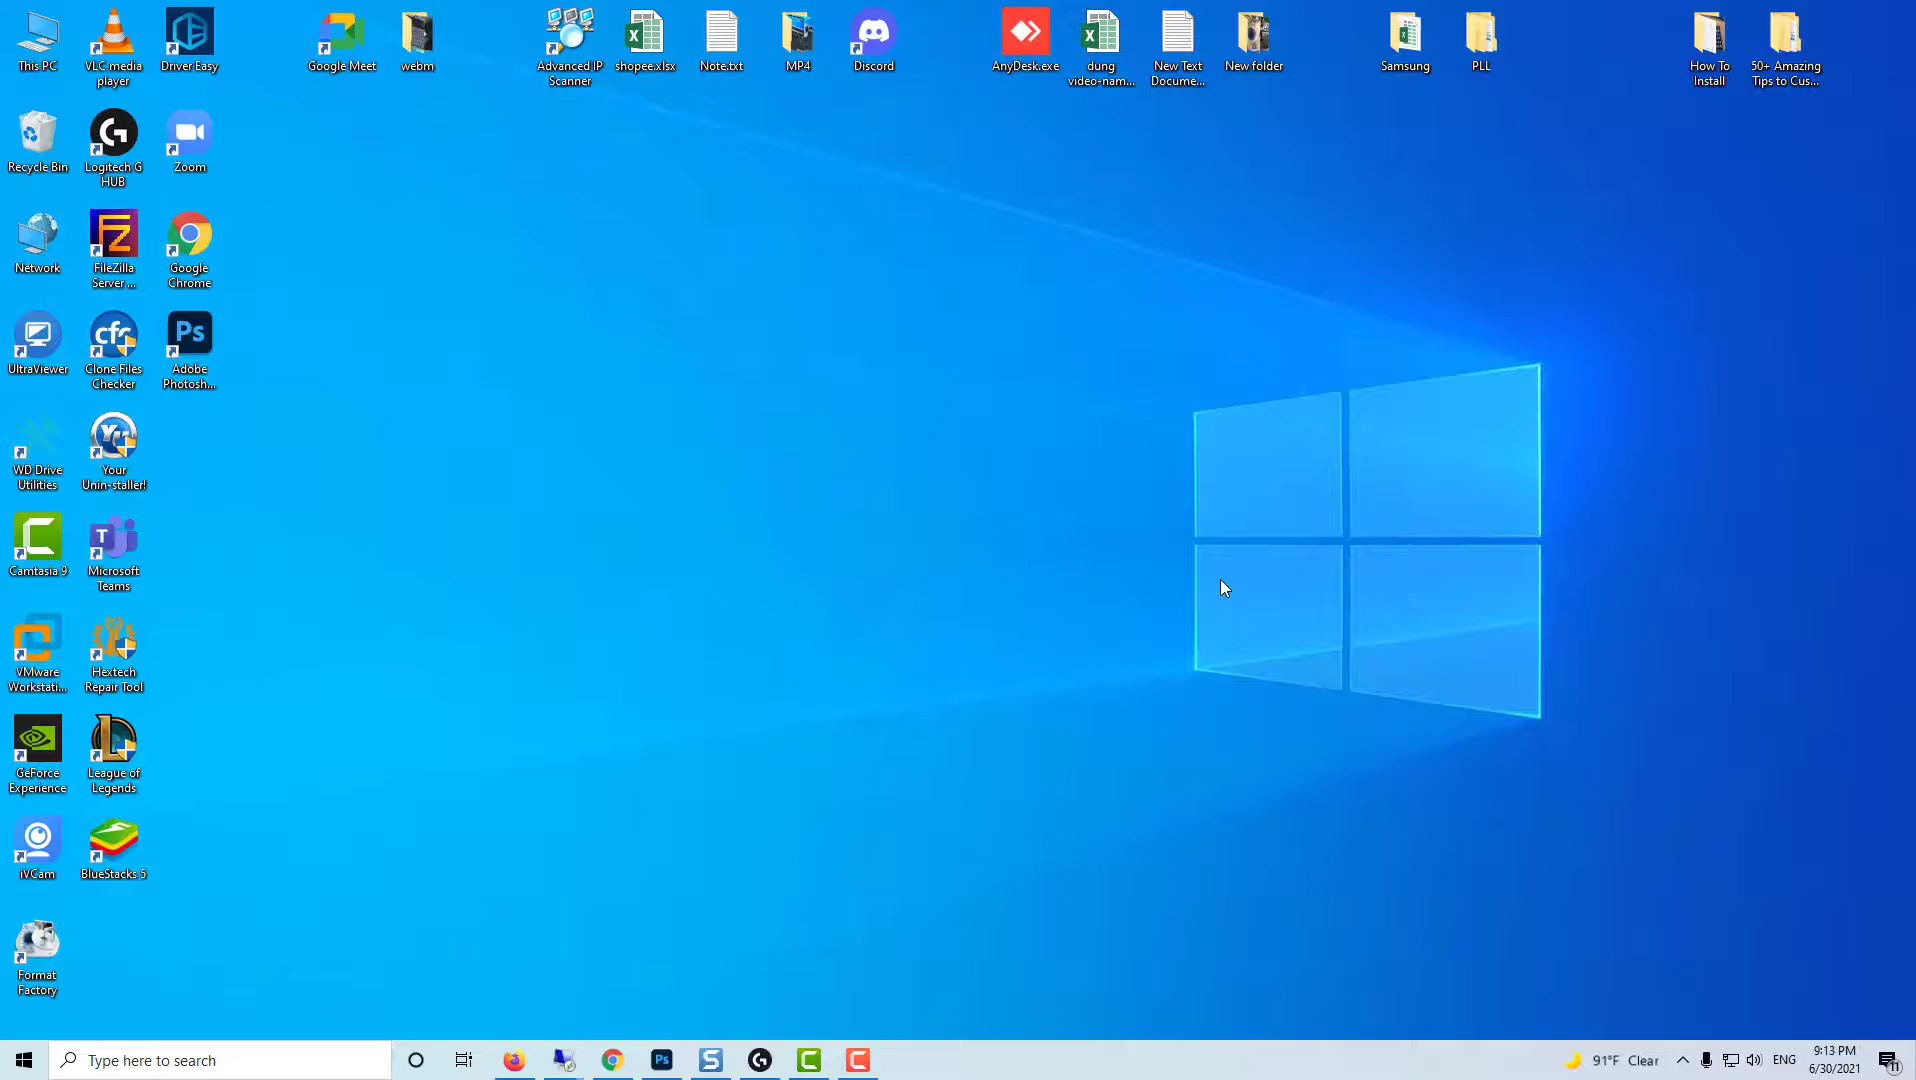 This PC
VLC media
player
Driver Easy
Google Meet
webm
Advanced IP
Scanner
shopee.xlsx
Note.txt
MP4
Discord
AnyDesk.exe
dung
video-nam...
New Text
Docume...
New folder
Samsung
PLL
How To
Install
50+ Amazing
Tips to Cus...
Recycle Bin
Logitech G
HUB
Zoom
Network
FileZilla
Server ...
Google
Chrome
UltraViewer
cfc
Clone Files
Checker
Ps
Adobe
Photosh...
WD Drive
Utilities
Your
Unin-staller!
Camtasia 9
Microsoft
Teams
VMware
Workstati...
Hextech
Repair Tool
GeForce
Experience
League of
Legends
iVCam
BlueStacks 5
Format
Factory
Type here to search
Ps
91°F Clear
ENG
9:13 PM
6/30/2021
11